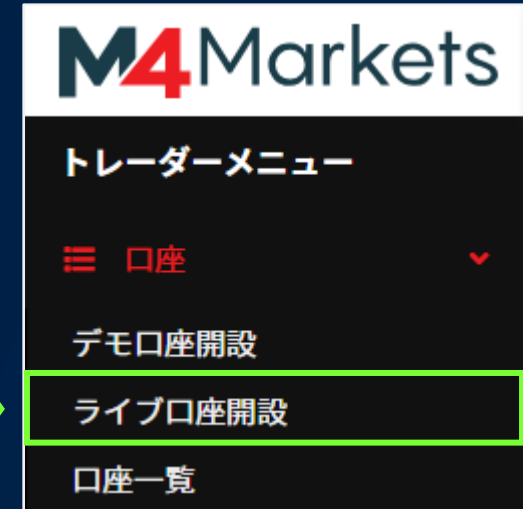 M4Markets
トレーダーメニュー
口座
デモ口座開設
ライブ口座開設
口座一覧